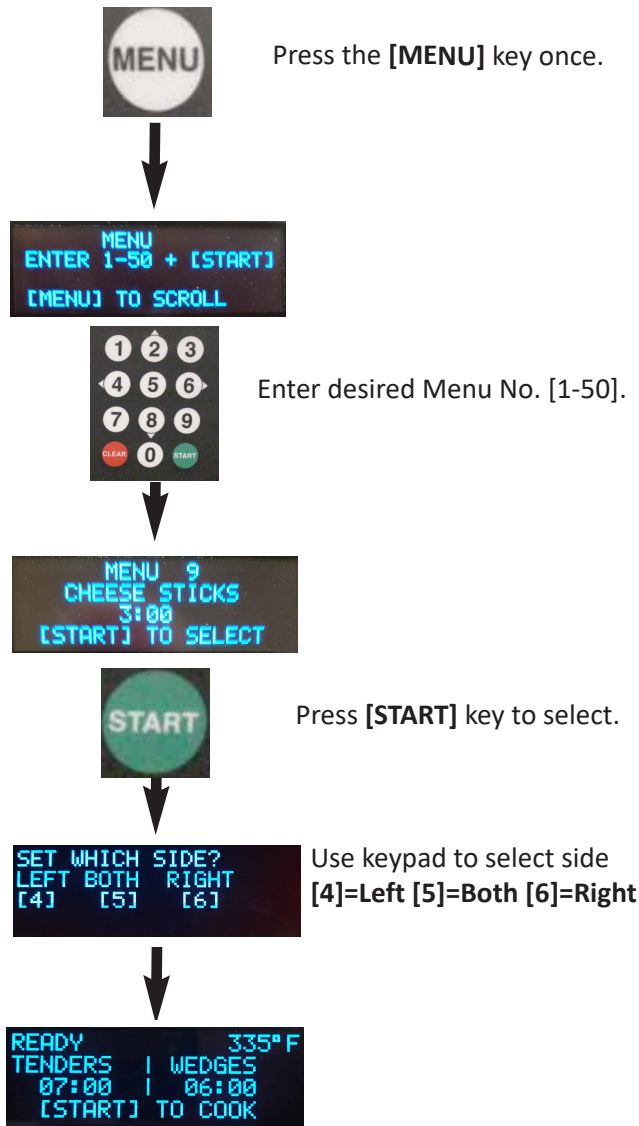 MENU
Press the [MENU] key once.
MENU
ENTER 1-50 + [START]
[MENU] TO SCROLL
1 2 3
4 5 6
7 8 9
CLEAR 0 START
Enter desired Menu No. [1-50].
MENU 9
CHEESE STICKS
3:00
[START] TO SELECT
START
Press [START] key to select.
SET WHICH SIDE?
LEFT BOTH RIGHT
[4] [5] [6]
Use keypad to select side
[4]=Left [5]=Both [6]=Right
READY 335°F
TENDERS | WEDGES
07:00 | 06:00
[START] TO COOK